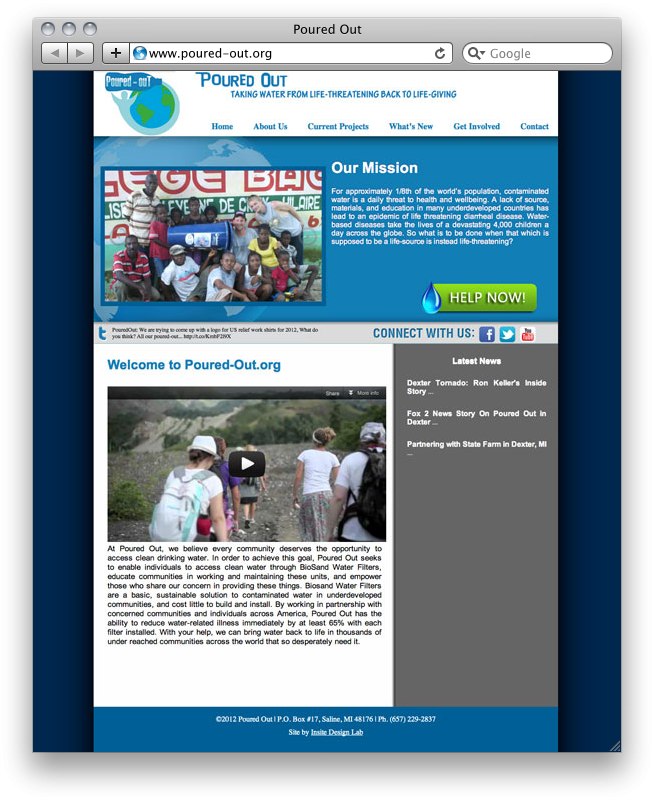 Poured Out
www.poured-out.org
Google
Poured - ouT
POURED OUT
TAKING WATER FROM LIFE-THREATENING BACK TO LIFE-GIVING
Home About Us Current Projects What's New Get Involved Contact
Our Mission
For approximately 1/8th of the world's population, contaminated
water is a daily threat to health and wellbeing. A lack of source,
materials, and education in many underdeveloped countries has
lead to an epidemic of life threatening diarrheal disease. Water-
based diseases take the lives of a devastating 4,000 children a
day across the globe. So what is to be done when that which is
supposed to be a life-source is instead life-threatening?
HELP NOW!
PouredOut: We are trying to come up with a logo for US relief work shirts for 2012, What do
you think? All our poured-out...
CONNECT WITH US:
You
Tube
Welcome to Poured-Out.org
Share More info
At Poured Out, we believe every community deserves the opportunity to
access clean drinking water. In order to achieve this goal, Poured Out seeks
to enable individuals to access clean water through BioSand Water Filters,
educate communities in working and maintaining these units, and empower
those who share our concern in providing these things. Biosand Water Filters
are a basic, sustainable solution to contaminated water in underdeveloped
communities, and cost little to build and install. By working in partnership with
concerned communities and individuals across America, Poured Out has the
ability to reduce water-related illness immediately by at least 65% with each
filter installed. With your help, we can bring water back to life in thousands of
under reached communities across the world that so desperately need it.
Latest News
Dexter Tornado: Ron Keller's Inside
Story ...
Fox 2 News Story On Poured Out in
Dexter ...
Partnering with State Farm in Dexter, MI
...
©2012 Poured Out | P.O. Box #17, Saline, MI 48176 | Ph. (657) 229-2837
Site by Insite Design Lab